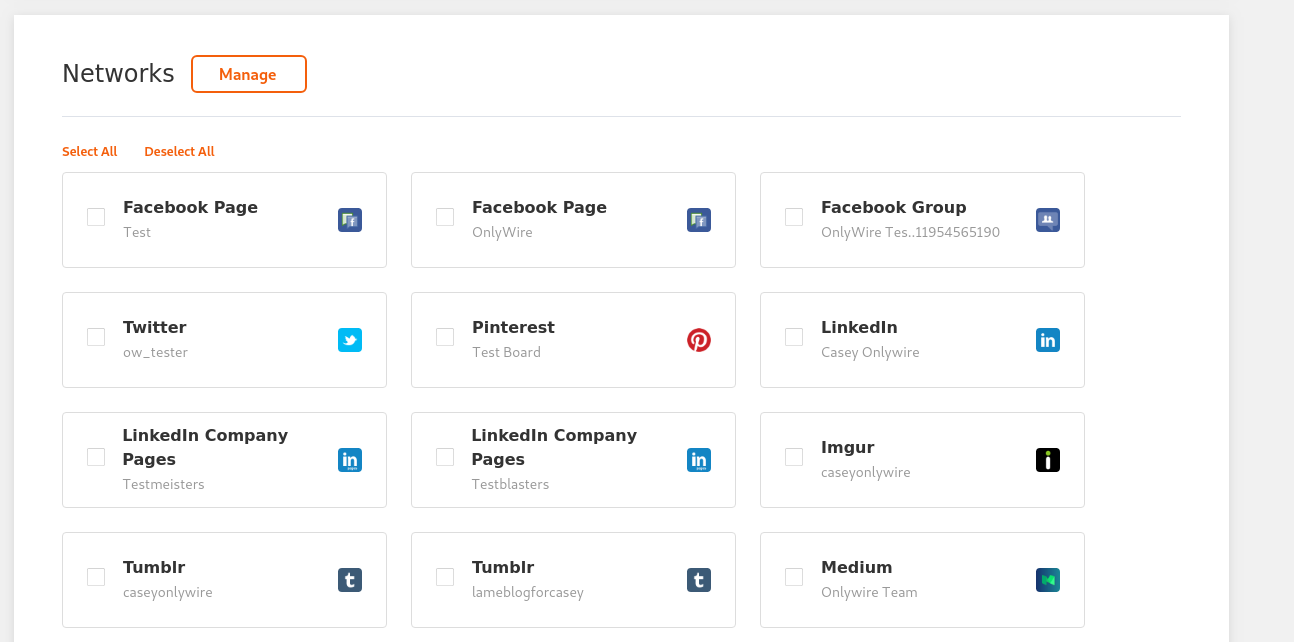 Networks Manage
Select All Deselect All
Facebook Page
Test
Facebook Page
OnlyWire
Facebook Group
OnlyWire Tes..11954565190
Twitter
ow_tester
Pinterest
Test Board
LinkedIn
Casey Onlywire
LinkedIn Company
Pages
Testmeisters
LinkedIn Company
Pages
Testblasters
Imgur
caseyonlywire
Tumblr
caseyonlywire
Tumblr
lameblogforcasey
Medium
Onlywire Team